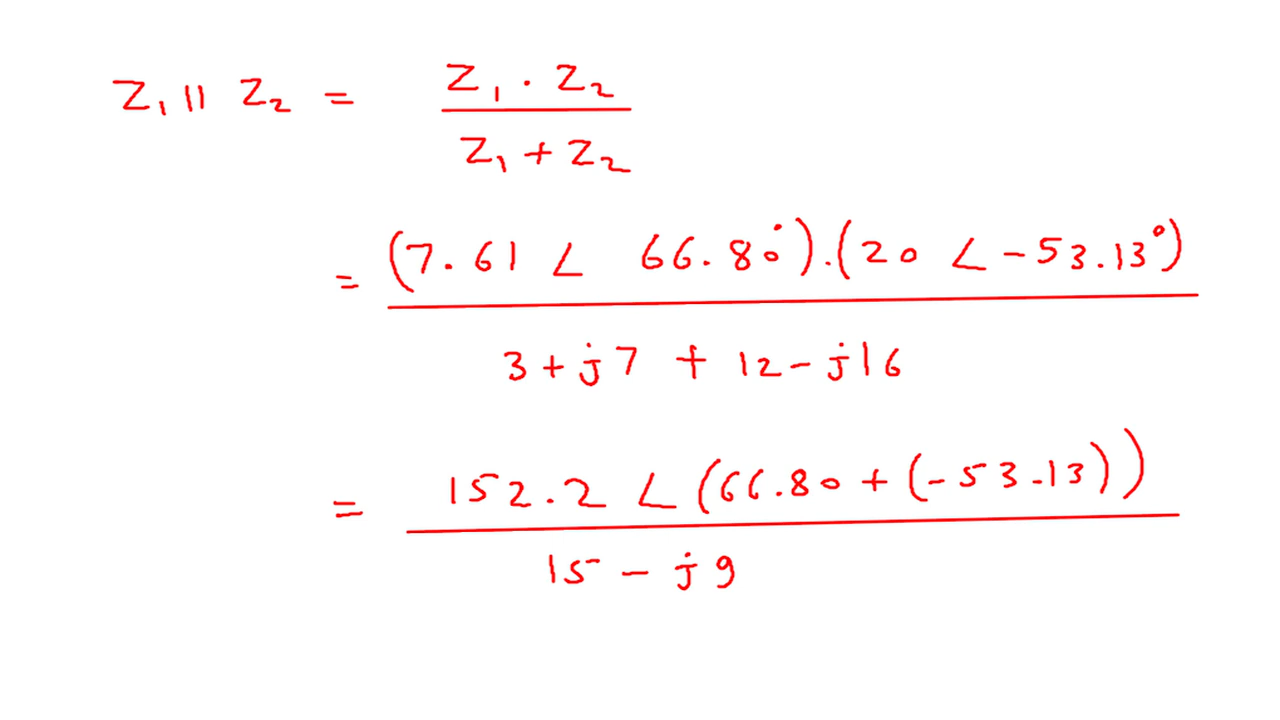 Z₁ || Z₂ = Z₁ · Z₂ / Z₁ + Z₂
= (7.61 ∠ 66.80°).(20 ∠ -53.13°) / 3 + j7 + 12 - j16
= 152.2 ∠ (66.80 + (-53.13)) / 15 - j9